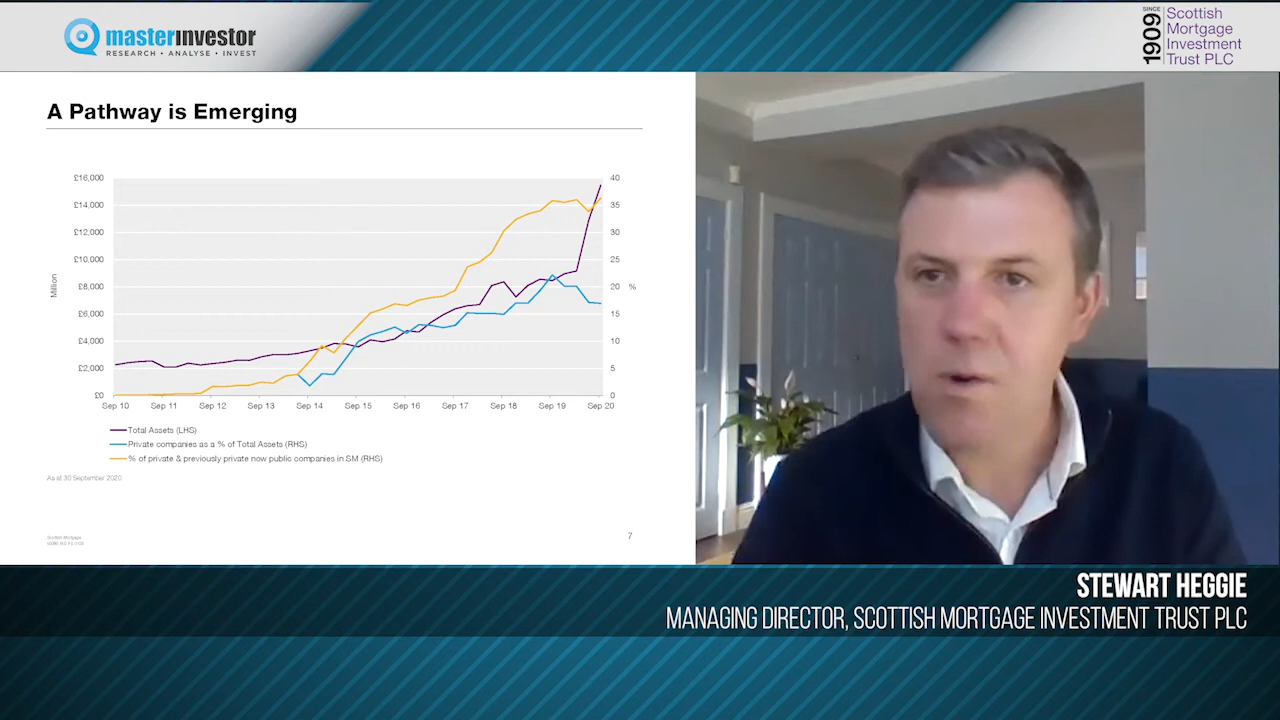 masterinvestor
RESEARCH • ANALYSE • INVEST
SINCE
1909
Scottish
Mortgage
Investment
Trust PLC
A Pathway is Emerging
£16,000
£14,000
£12,000
£10,000
£8,000
£6,000
£4,000
£2,000
£0
Million
40
35
30
25
20
15
10
5
0
%
Sep 10 Sep 11 Sep 12 Sep 13 Sep 14 Sep 15 Sep 16 Sep 17 Sep 18 Sep 19 Sep 20
Total Assets (LHS)
Private companies as a % of Total Assets (RHS)
% of private & previously private now public companies in SM (RHS)
As at 30 September 2020.
Scottish Mortgage
7
STEWART HEGGIE
MANAGING DIRECTOR, SCOTTISH MORTGAGE INVESTMENT TRUST PLC